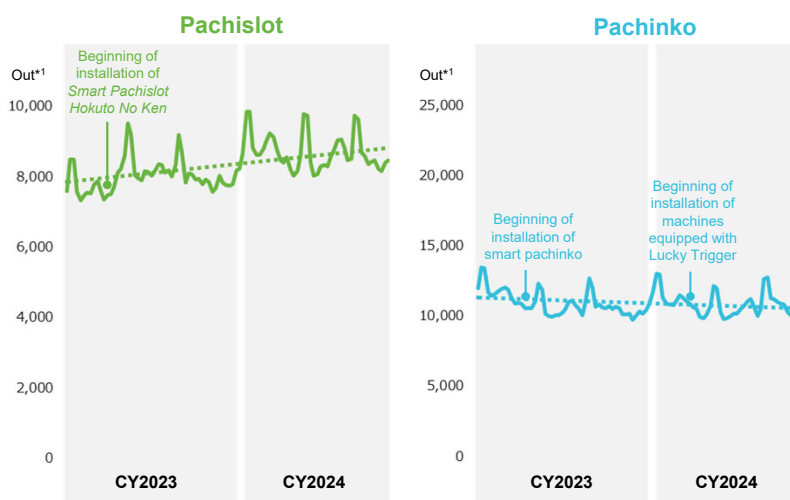 Pachislot
Beginning of
installation of
Smart Pachislot
Hokuto No Ken
Out*1
10,000
8,000
6,000
4,000
2,000
0
CY2023
CY2024
Pachinko
Out*1
25,000
20,000
15,000
10,000
5,000
0
Beginning of
installation of
smart pachinko
Beginning of
installation of
machines
equipped with
Lucky Trigger
CY2023
CY2024